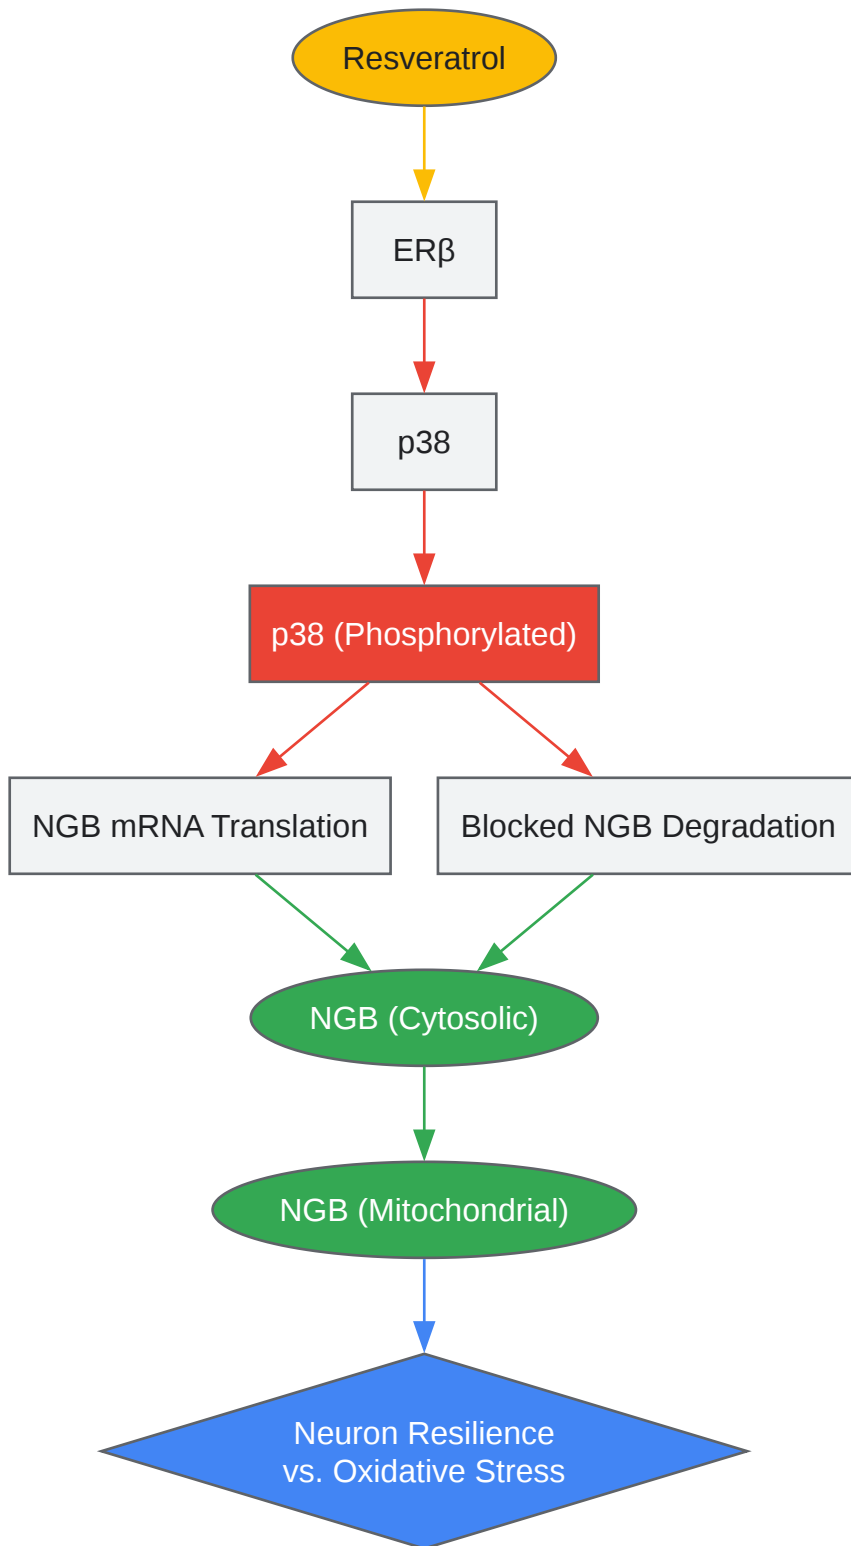 Resveratrol
ERβ
p38
p38 (Phosphorylated)
NGB mRNA Translation
Blocked NGB Degradation
NGB (Cytosolic)
NGB (Mitochondrial)
Neuron Resilience
vs. Oxidative Stress